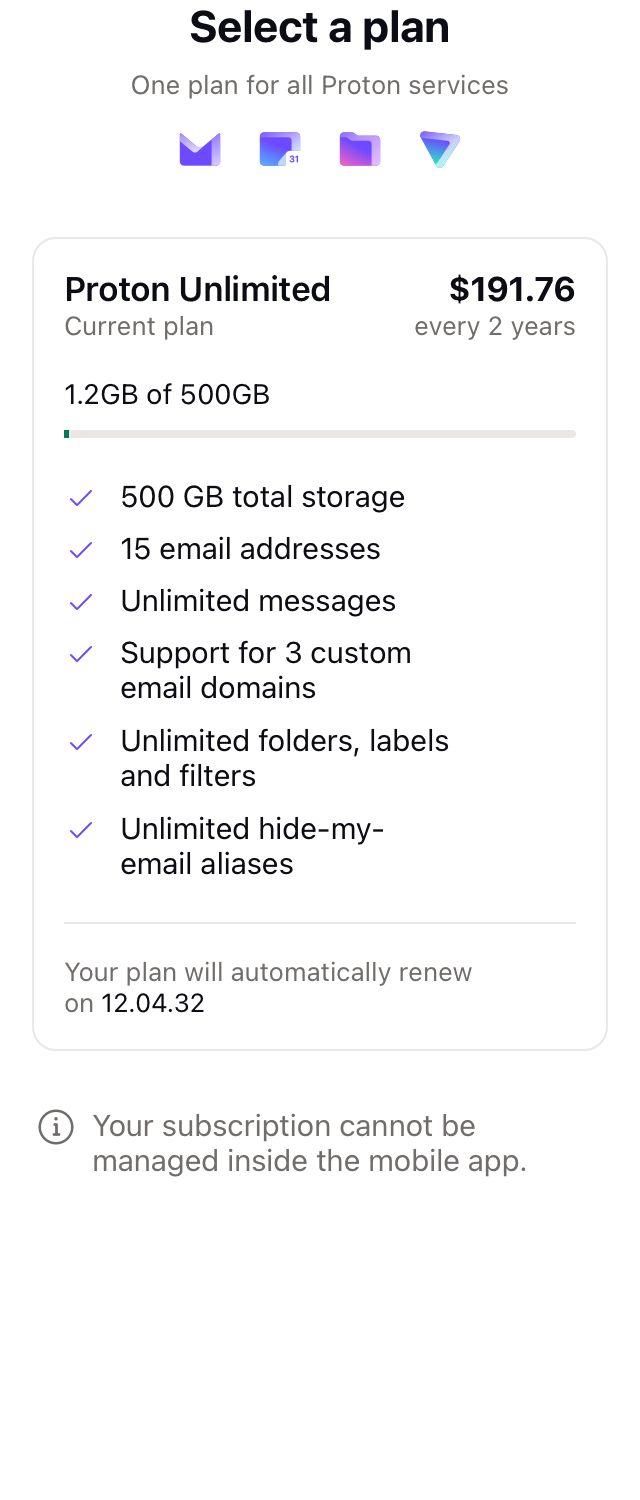 Select a plan
One plan for all Proton services
31
Proton Unlimited
$191.76
Current plan
every 2 years
1.2GB of 500GB
500 GB total storage
15 email addresses
Unlimited messages
Support for 3 custom
email domains
Unlimited folders, labels
and filters
Unlimited hide-my-
email aliases
Your plan will automatically renew
on 12.04.32
Your subscription cannot be
managed inside the mobile app.